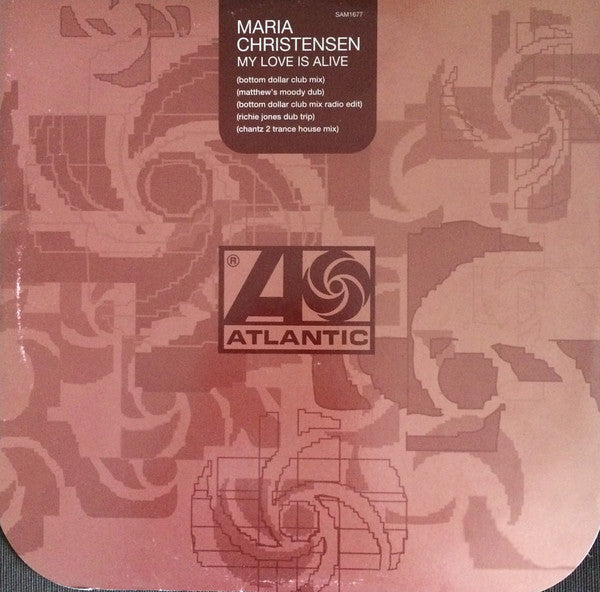 SAM1677
MARIA
CHRISTENSEN
MY LOVE IS ALIVE
(bottom dollar club mix)
(matthew's moody dub)
(bottom dollar club mix radio edit)
(richie jones dub trip)
(chantz 2 trance house mix)
®
A
ATLANTIC